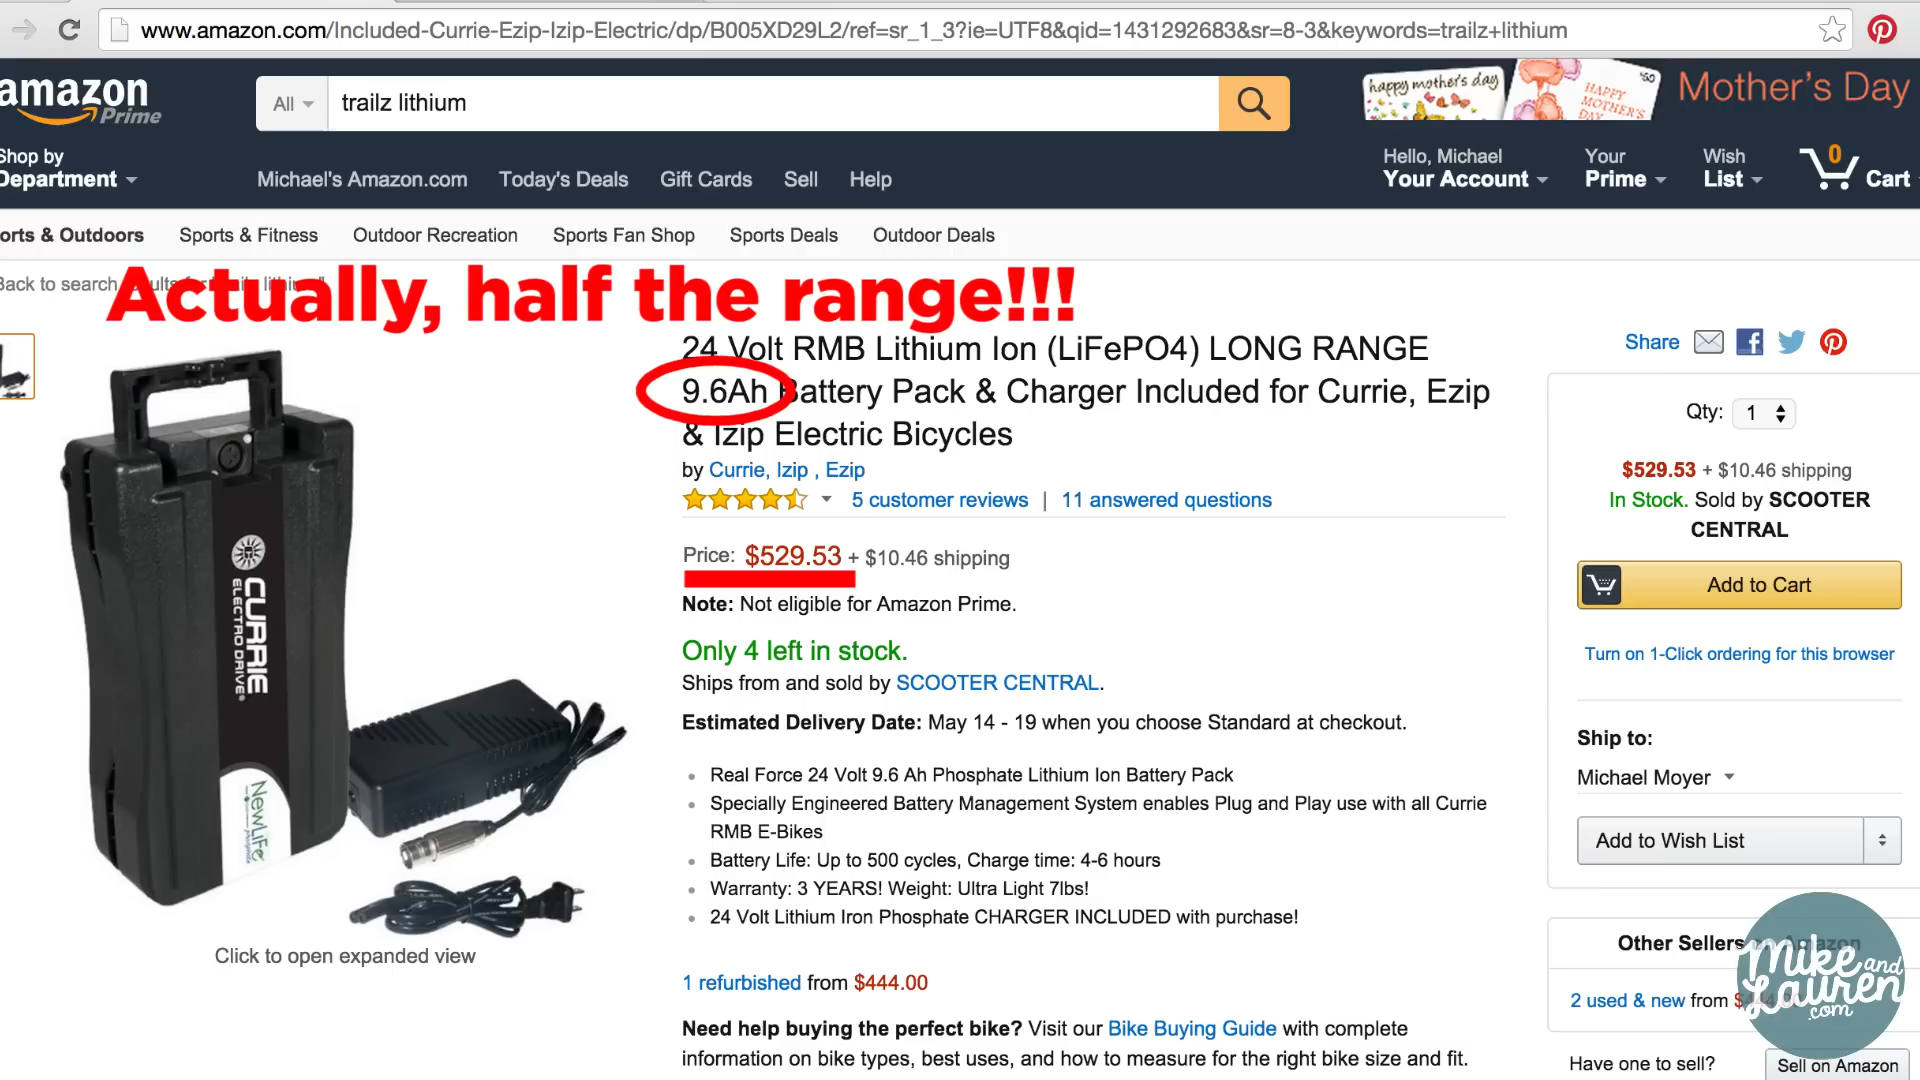 www.amazon.com/Included-Currie-Ezip-Izip-Electric/dp/B005XD29L2/ref=sr_1_3?ie=UTF8&qid=1431292683&sr=8-3&keywords=trailz+lithium
amazon
Prime
All
trailz lithium
happy mother's day
HAPPY MOTHER'S DAY
$50
Mother's Day
Shop by
Department
Michael's Amazon.com
Today's Deals
Gift Cards
Sell
Help
Hello, Michael
Your Account
Your
Prime
Wish
List
0
Cart
orts & Outdoors
Sports & Fitness
Outdoor Recreation
Sports Fan Shop
Sports Deals
Outdoor Deals
Back to search
Actually, half the range!!!
24 Volt RMB Lithium Ion (LiFePO4) LONG RANGE
9.6Ah Battery Pack & Charger Included for Currie, Ezip
& Izip Electric Bicycles
by Currie, Izip , Ezip
5 customer reviews | 11 answered questions
Price: $529.53 + $10.46 shipping
Note: Not eligible for Amazon Prime.
Only 4 left in stock.
Ships from and sold by SCOOTER CENTRAL.
Estimated Delivery Date: May 14 - 19 when you choose Standard at checkout.
Real Force 24 Volt 9.6 Ah Phosphate Lithium Ion Battery Pack
Specially Engineered Battery Management System enables Plug and Play use with all Currie
RMB E-Bikes
Battery Life: Up to 500 cycles, Charge time: 4-6 hours
Warranty: 3 YEARS! Weight: Ultra Light 7lbs!
24 Volt Lithium Iron Phosphate CHARGER INCLUDED with purchase!
1 refurbished from $444.00
Need help buying the perfect bike? Visit our Bike Buying Guide with complete
information on bike types, best uses, and how to measure for the right bike size and fit.
CURRIE
ELECTRO DRIVE
NewLiFe
phosphate
Click to open expanded view
Share
Qty: 1
$529.53 + $10.46 shipping
In Stock. Sold by SCOOTER
CENTRAL
Add to Cart
Turn on 1-Click ordering for this browser
Ship to:
Michael Moyer
Add to Wish List
Other Sellers on Amazon
2 used & new from
Have one to sell?
Sell on Amazon
Mike and
Lauren
.com